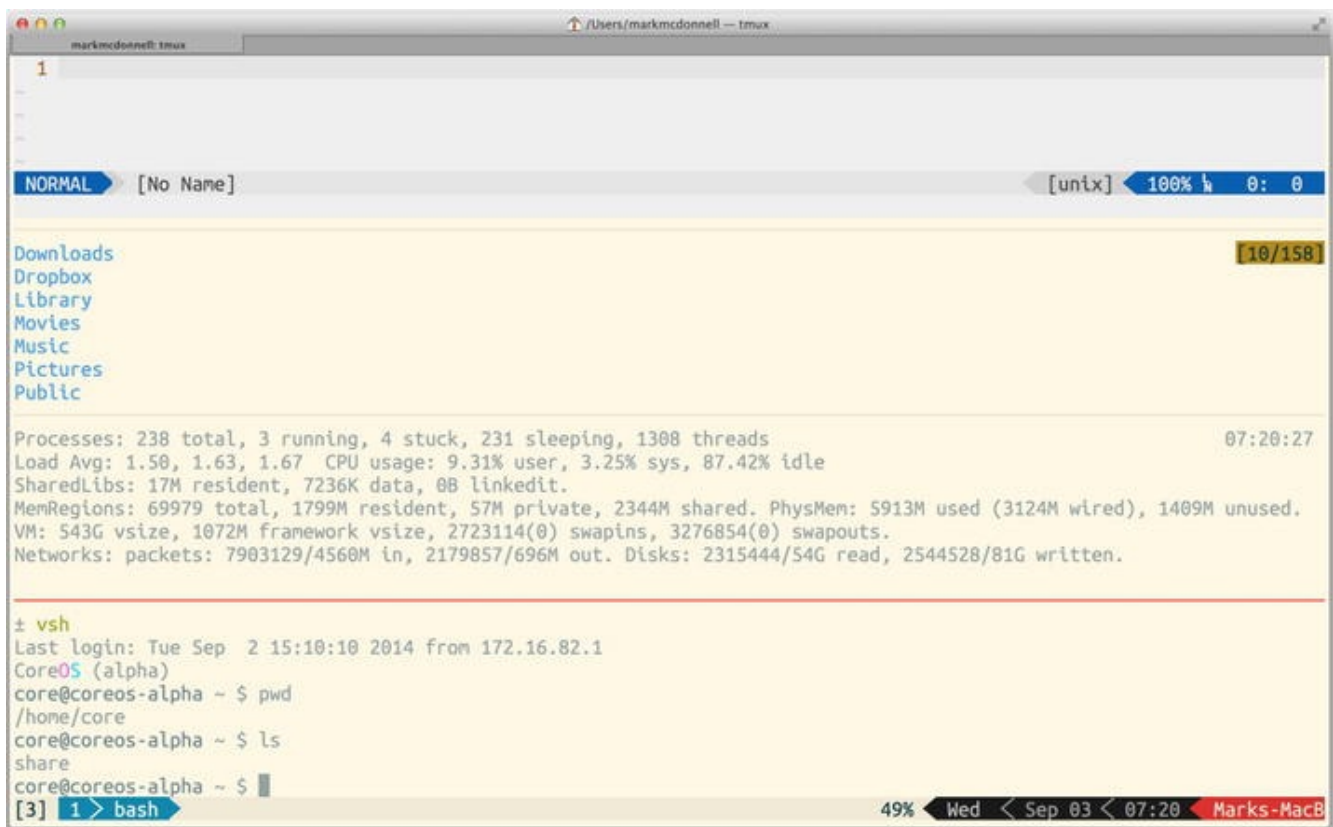 /Users/markmcdonnell — tmux
markmcdonnell: tmux
1
~
~
~
~
NORMAL [No Name] [unix] 100% 0: 0
Downloads [10/158]
Dropbox
Library
Movies
Music
Pictures
Public
Processes: 238 total, 3 running, 4 stuck, 231 sleeping, 1308 threads 07:20:27
Load Avg: 1.50, 1.63, 1.67 CPU usage: 9.31% user, 3.25% sys, 87.42% idle
SharedLibs: 17M resident, 7236K data, 0B linkedit.
MemRegions: 69979 total, 1799M resident, 57M private, 2344M shared. PhysMem: 5913M used (3124M wired), 1409M unused.
VM: 543G vsize, 1072M framework vsize, 2723114(0) swapins, 3276854(0) swapouts.
Networks: packets: 7903129/4560M in, 2179857/696M out. Disks: 2315444/54G read, 2544528/81G written.
± vsh
Last login: Tue Sep  2 15:10:10 2014 from 172.16.82.1
CoreOS (alpha)
core@coreos-alpha ~ $ pwd
/home/core
core@coreos-alpha ~ $ ls
share
core@coreos-alpha ~ $
[3] 1 > bash 49% Wed < Sep 03 < 07:20 Marks-MacB